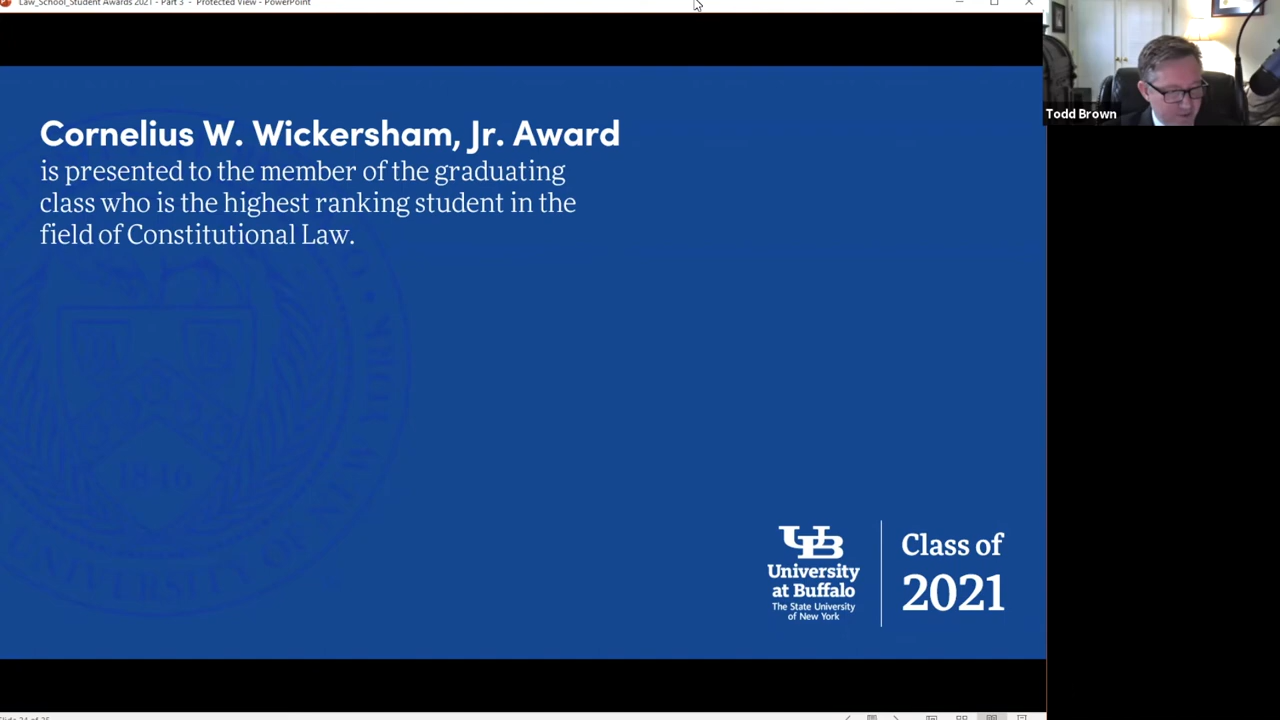 Law_School_Student Awards 2021 - Part 3 - Protected View - PowerPoint
Todd Brown
Cornelius W. Wickersham, Jr. Award
is presented to the member of the graduating
class who is the highest ranking student in the
field of Constitutional Law.
1846
UB
University
at Buffalo
The State University
of New York
Class of
2021